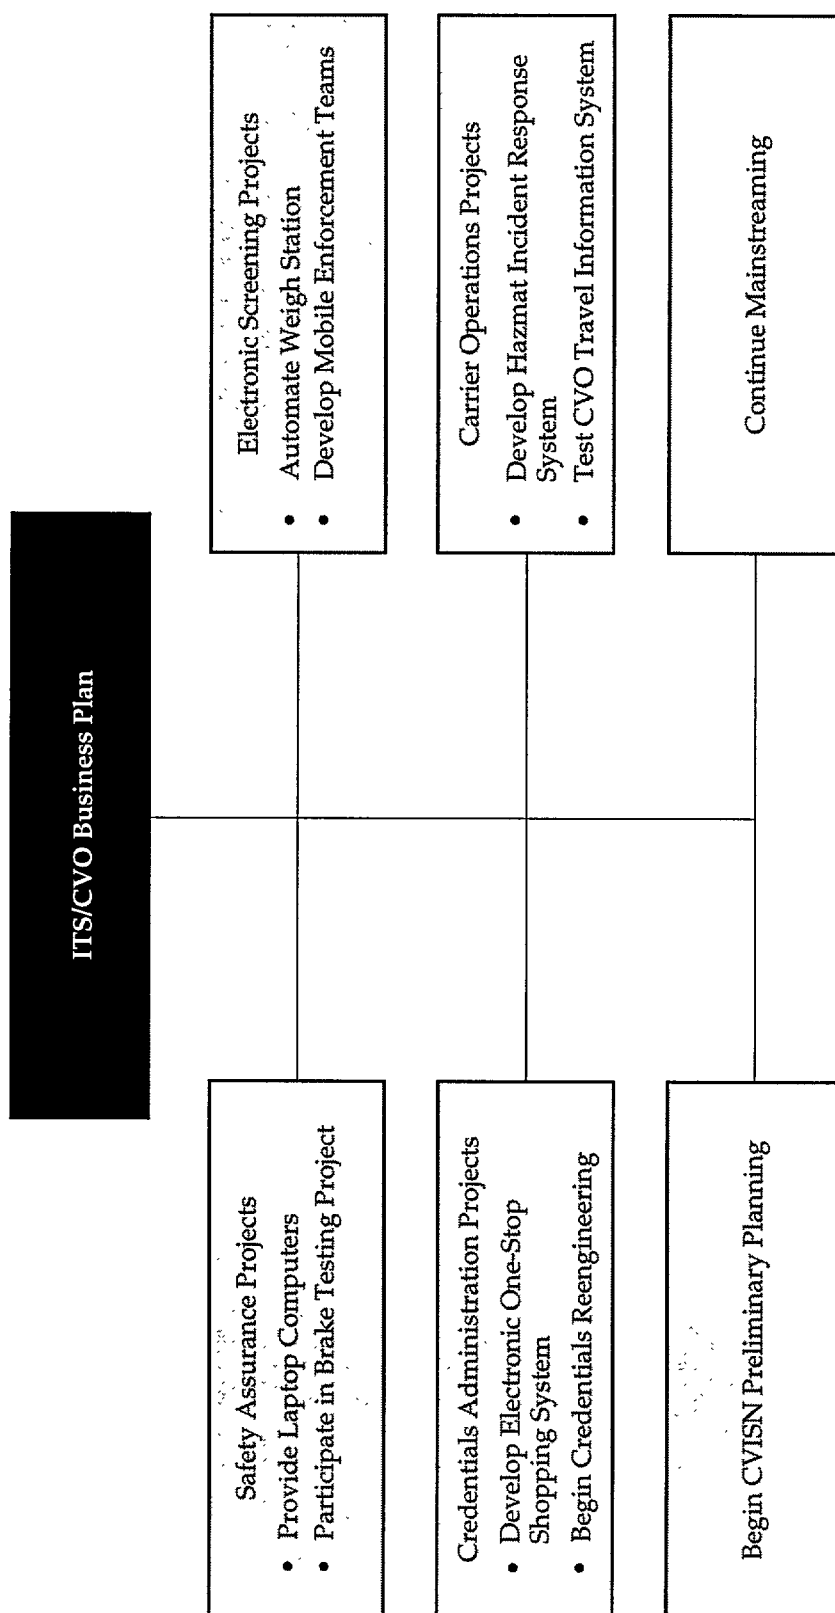 ITS/CVO Business Plan
Safety Assurance Projects
• Provide Laptop Computers
• Participate in Brake Testing Project
Electronic Screening Projects
• Automate Weigh Station
• Develop Mobile Enforcement Teams
Credentials Administration Projects
• Develop Electronic One-Stop
Shopping System
• Begin Credentials Reengineering
Carrier Operations Projects
• Develop Hazmat Incident Response
System
• Test CVO Travel Information System
Begin CVISN Preliminary Planning
Continue Mainstreaming